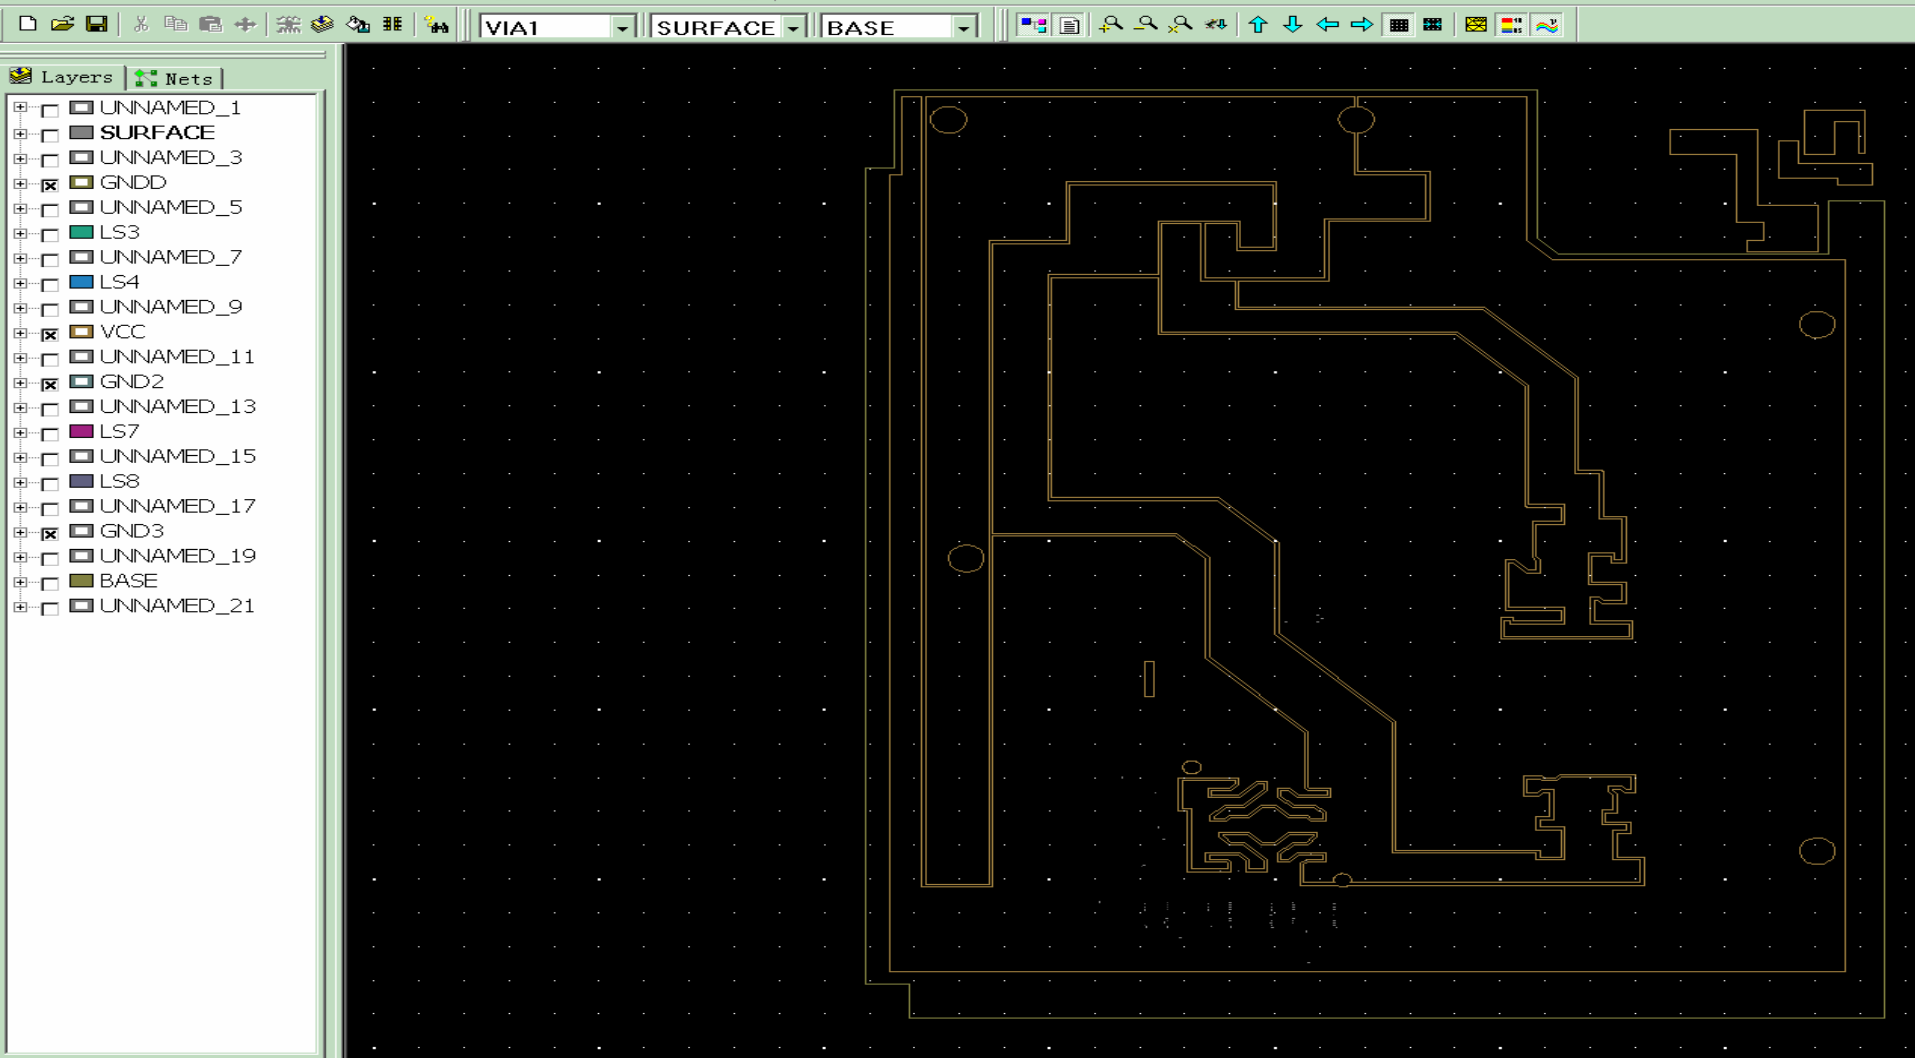 VIA1 SURFACE BASE
Layers Nets
UNNAMED_1
SURFACE
UNNAMED_3
GNDD
UNNAMED_5
LS3
UNNAMED_7
LS4
UNNAMED_9
VCC
UNNAMED_11
GND2
UNNAMED_13
LS7
UNNAMED_15
LS8
UNNAMED_17
GND3
UNNAMED_19
BASE
UNNAMED_21